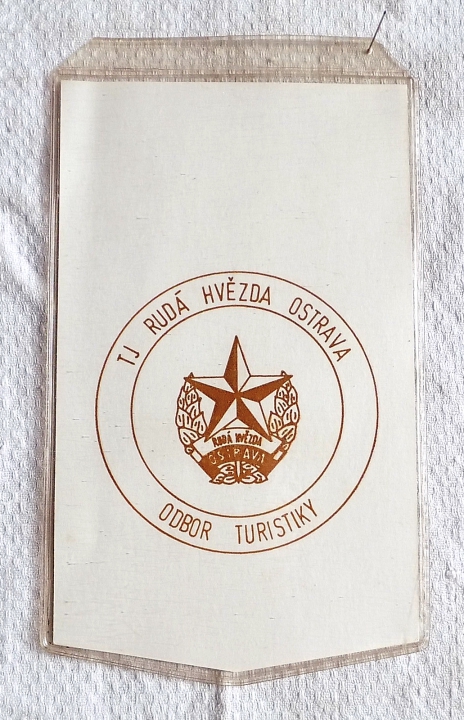 TJ RUDÁ HVĚZDA OSTRAVA
RUDÁ HVĚZDA
OSTRAVA
ODBOR TURISTIKY